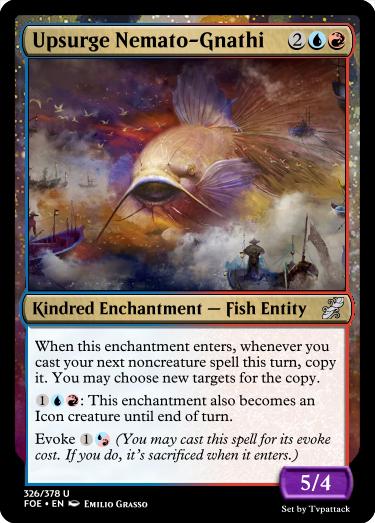 Upsurge Nemato-Gnathi 2
Kindred Enchantment — Fish Entity
When this enchantment enters, whenever you
cast your next noncreature spell this turn, copy
it. You may choose new targets for the copy.
1 : This enchantment also becomes an
Icon creature until end of turn.
Evoke 1 (You may cast this spell for its evoke
cost. If you do, it's sacrificed when it enters.)
5/4
326/378 U
FOE • EN Emilio Grasso
Set by Tvpattack